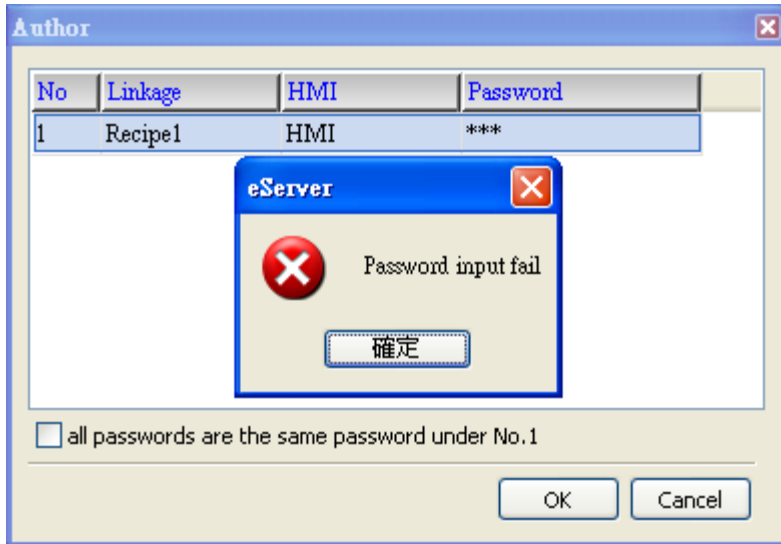 Author
No Linkage HMI Password
1 Recipe1 HMI ***
eServer
Password input fail
確定
all passwords are the same password under No.1
OK Cancel